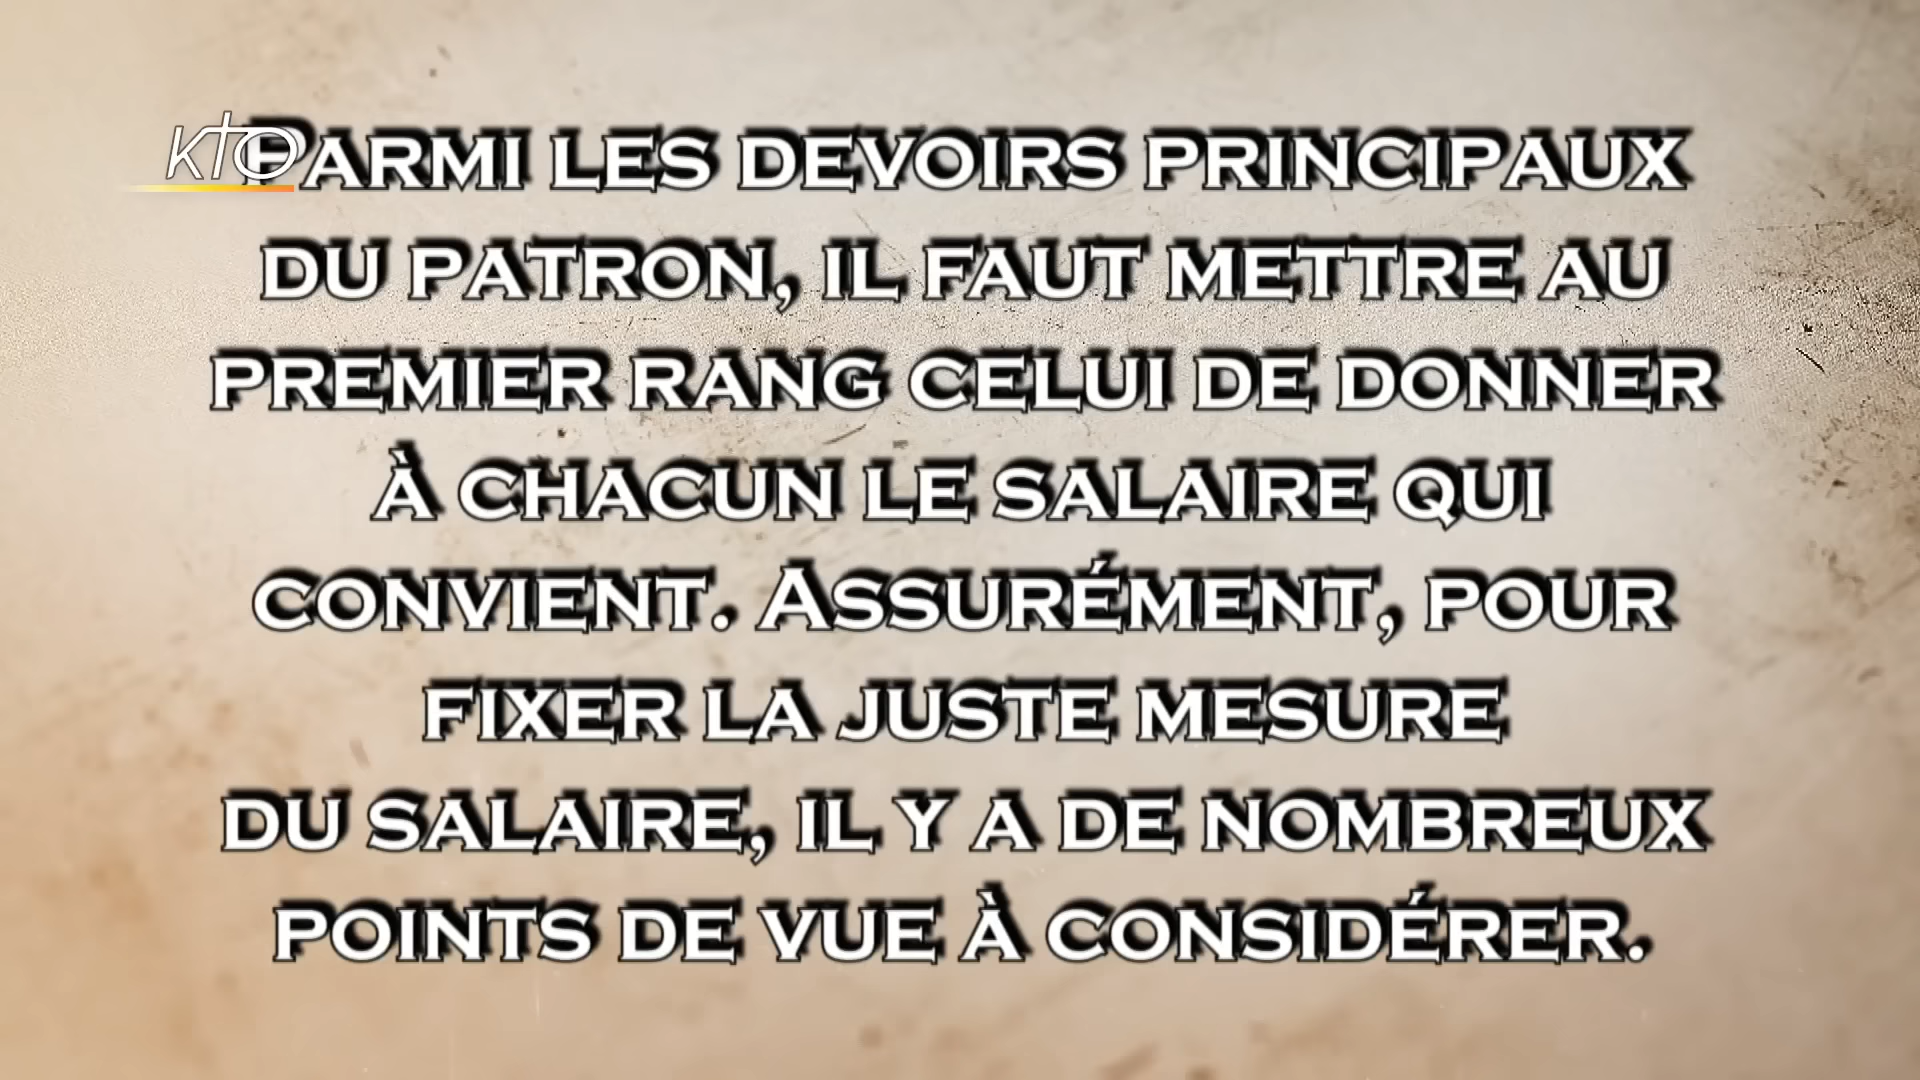 KTO
Parmi les devoirs principaux
du patron, il faut mettre au
premier rang celui de donner
à chacun le salaire qui
convient. Assurément, pour
fixer la juste mesure
du salaire, il y a de nombreux
points de vue à considérer.